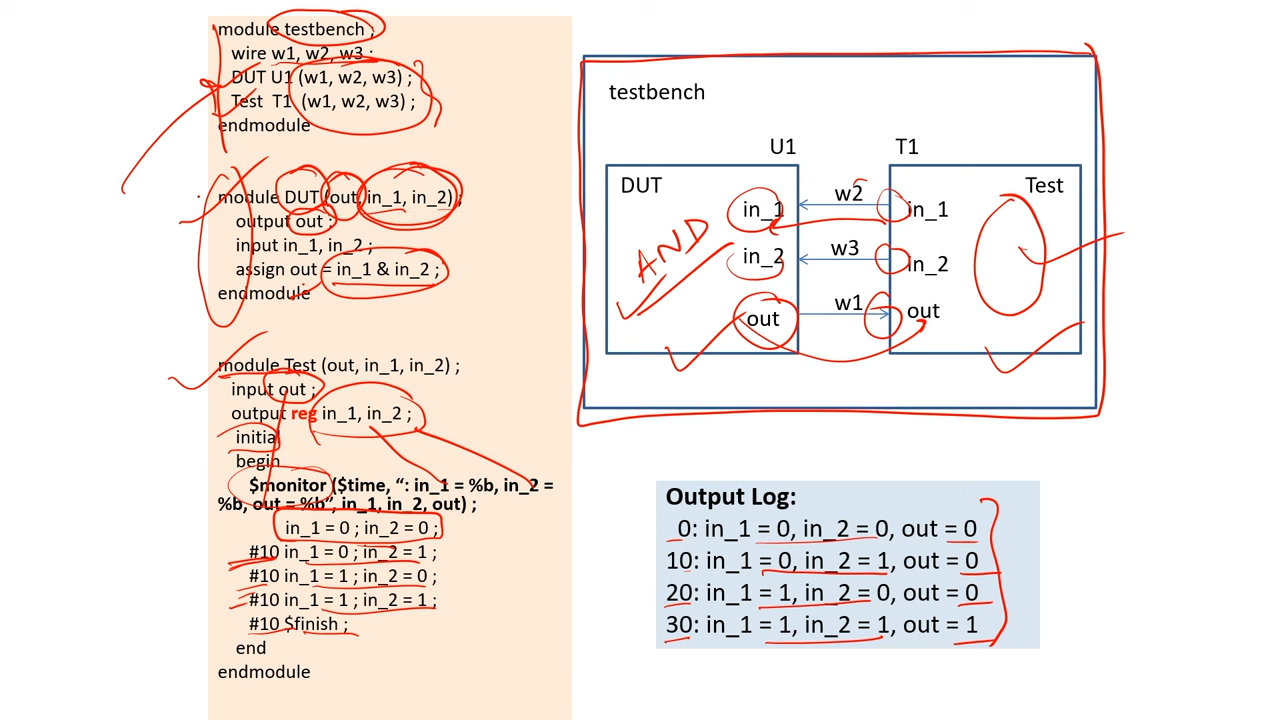 module testbench ;
wire w1, w2, w3 ;
DUT U1 (w1, w2, w3) ;
Test T1 (w1, w2, w3) ;
endmodule
module DUT (out, in_1, in_2) ;
output out ;
input in_1, in_2 ;
assign out = in_1 & in_2 ;
endmodule
module Test (out, in_1, in_2) ;
input out ;
output reg in_1, in_2 ;
initial
begin
$monitor ($time, “: in_1 = %b, in_2 =
%b, out = %b”, in_1, in_2, out) ;
in_1 = 0 ; in_2 = 0 ;
#10 in_1 = 0 ; in_2 = 1 ;
#10 in_1 = 1 ; in_2 = 0 ;
#10 in_1 = 1 ; in_2 = 1 ;
#10 $finish ;
end
endmodule
testbench
U1 T1
DUT Test
in_1 w2 in_1
AND
in_2 w3 in_2
out w1 out
Output Log:
0: in_1 = 0, in_2 = 0, out = 0
10: in_1 = 0, in_2 = 1, out = 0
20: in_1 = 1, in_2 = 0, out = 0
30: in_1 = 1, in_2 = 1, out = 1